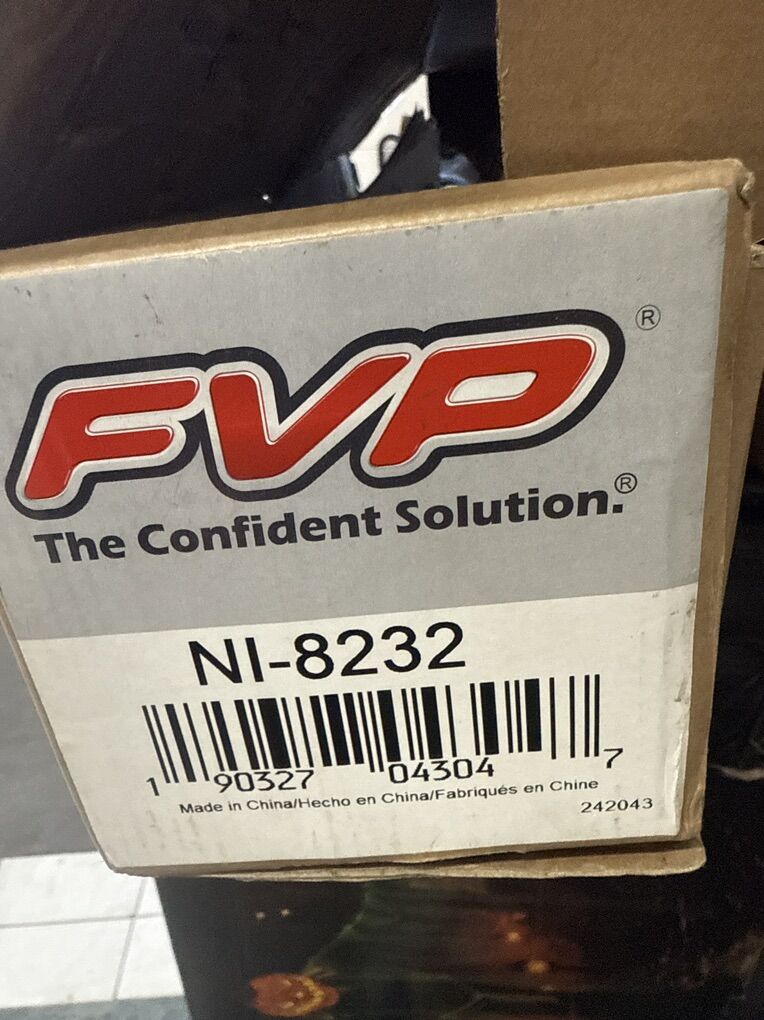 FVP®
The Confident Solution.®
NI-8232
1 90327 04304 7
Made in China/Hecho en China/Fabriqués en Chine
242043